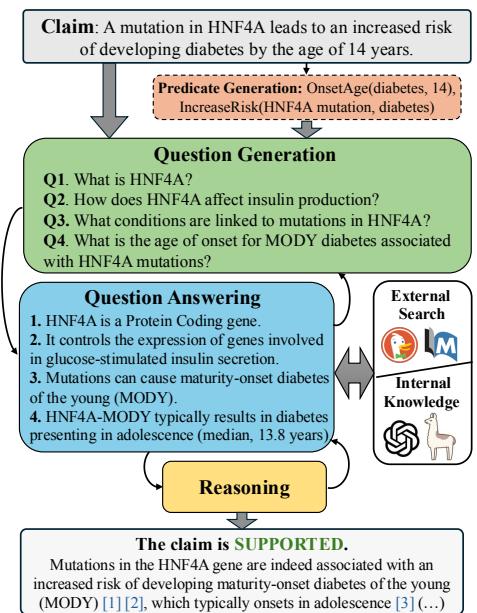 Claim: A mutation in HNF4A leads to an increased risk
of developing diabetes by the age of 14 years.
Predicate Generation: OnsetAge(diabetes, 14),
IncreaseRisk(HNF4A mutation, diabetes)
Question Generation
Q1. What is HNF4A?
Q2. How does HNF4A affect insulin production?
Q3. What conditions are linked to mutations in HNF4A?
Q4. What is the age of onset for MODY diabetes associated
with HNF4A mutations?
Question Answering
1. HNF4A is a Protein Coding gene.
2. It controls the expression of genes involved
in glucose-stimulated insulin secretion.
3. Mutations can cause maturity-onset diabetes
of the young (MODY).
4. HNF4A-MODY typically results in diabetes
presenting in adolescence (median, 13.8 years)
External
Search
M
Internal
Knowledge
Reasoning
The claim is SUPPORTED.
Mutations in the HNF4A gene are indeed associated with an
increased risk of developing maturity-onset diabetes of the young
(MODY) [1] [2], which typically onsets in adolescence [3] (…)